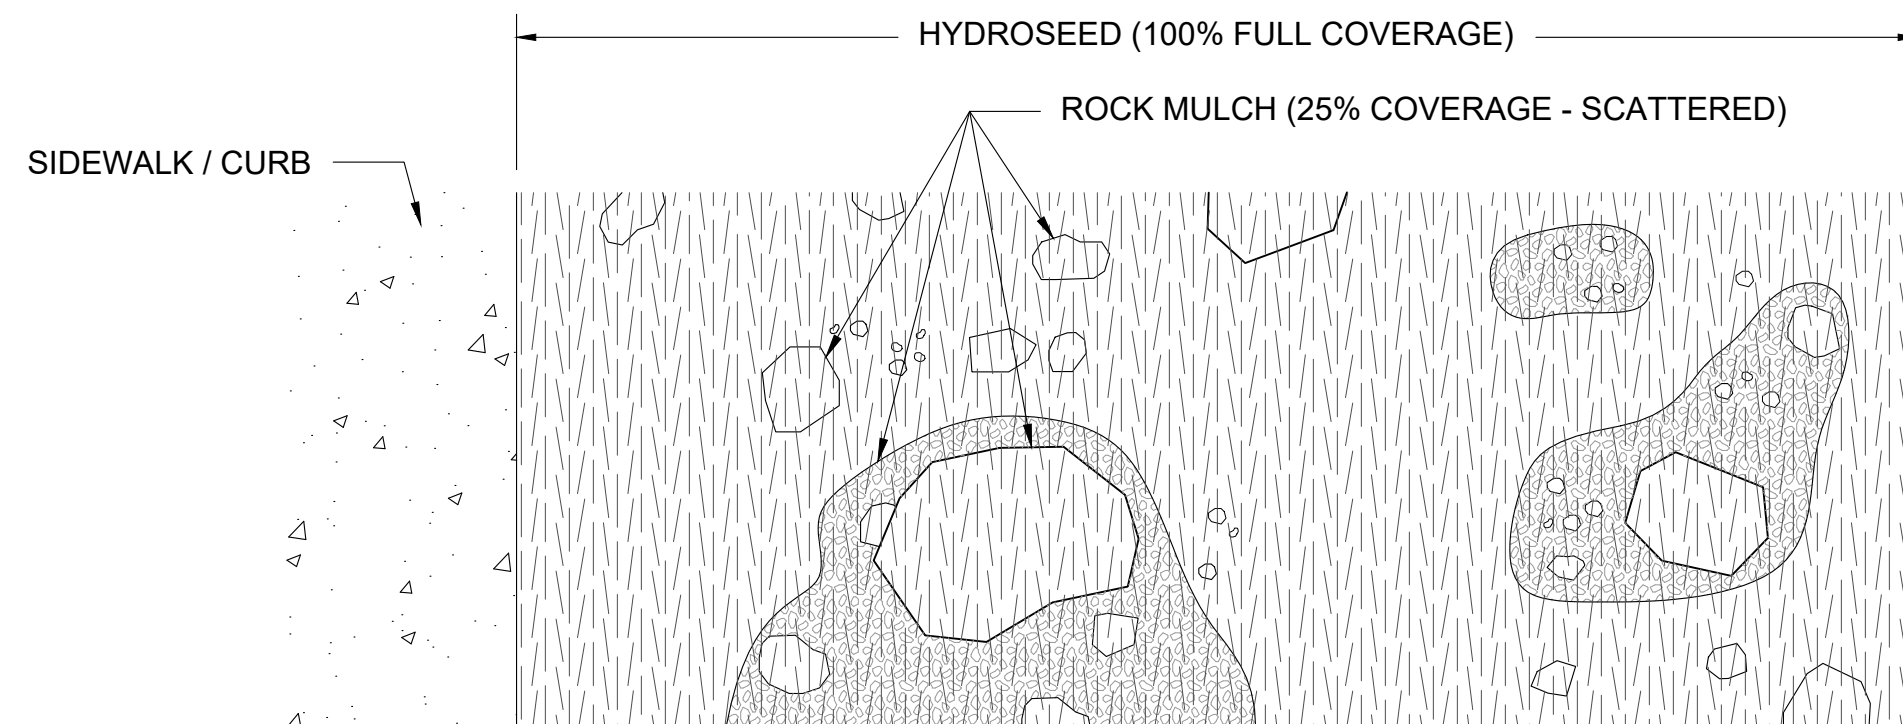 HYDROSEED (100% FULL COVERAGE)
ROCK MULCH (25% COVERAGE - SCATTERED)
SIDEWALK / CURB